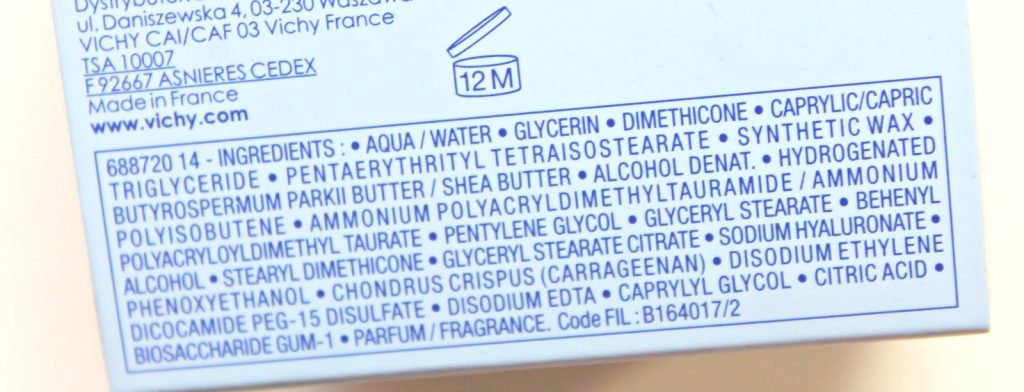 Dystrybutor
ul. Daniszewska 4, 03-230 Warszawa
VICHY CAI/CAF 03 Vichy France
TSA 10007
F 92667 ASNIERES CEDEX
Made in France
www.vichy.com
12 M
688720 14 - INGREDIENTS : • AQUA / WATER • GLYCERIN • DIMETHICONE • CAPRYLIC/CAPRIC
TRIGLYCERIDE • PENTAERYTHRITYL TETRAISOSTEARATE • SYNTHETIC WAX •
BUTYROSPERMUM PARKII BUTTER / SHEA BUTTER • ALCOHOL DENAT. • HYDROGENATED
POLYISOBUTENE • AMMONIUM POLYACRYLDIMETHYLTAURAMIDE / AMMONIUM
POLYACRYLOYLDIMETHYL TAURATE • PENTYLENE GLYCOL • GLYCERYL STEARATE • BEHENYL
ALCOHOL • STEARYL DIMETHICONE • GLYCERYL STEARATE CITRATE • SODIUM HYALURONATE •
PHENOXYETHANOL • CHONDRUS CRISPUS (CARRAGEENAN) • DISODIUM ETHYLENE
DICOCAMIDE PEG-15 DISULFATE • DISODIUM EDTA • CAPRYLYL GLYCOL • CITRIC ACID •
BIOSACCHARIDE GUM-1 • PARFUM / FRAGRANCE. Code FIL : B164017/2